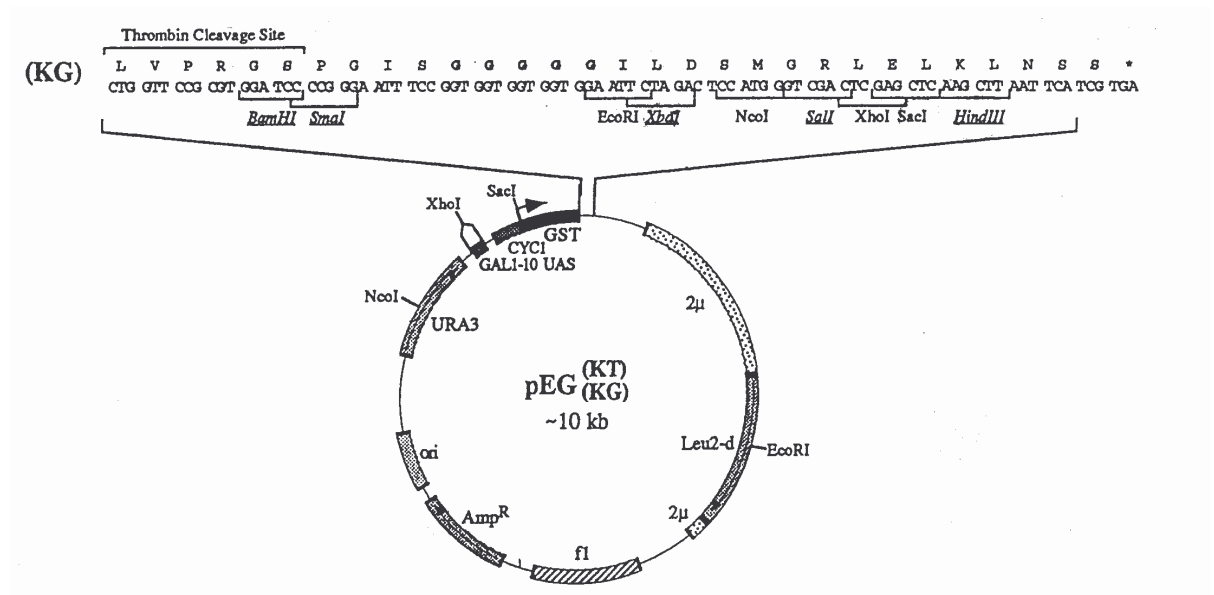 Thrombin Cleavage Site
L V P R G S P G I S G G G G G I L D S M G R L E L K L N S S *
(KG)
CTG GTT CCG CGT GGA TCC CCG GGA ATT TCC GGT GGT GGT GGT GGA ATT CTA GAC TCC ATG GGT CGA CTC GAG CTC AAG CTT AAT TCA TCG TGA
BamHI SmaI EcoRI XbaI NcoI SalI XhoI SacI HindIII
SacI
XhoI
GST
CYC1
GAL1-10 UAS
NcoI
URA3
2μ
pEG (KT)
(KG)
~10 kb
Leu2-d
EcoRI
ori
2μ
AmpR
f1